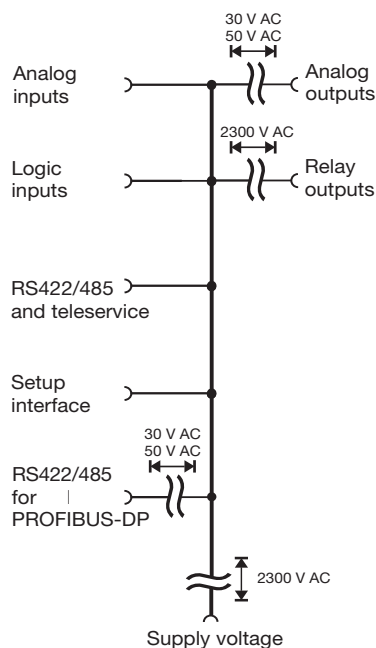 30 V AC
50 V AC
Analog
inputs
Analog
outputs
2300 V AC
Logic
inputs
Relay
outputs
RS422/485
and teleservice
Setup
interface
30 V AC
50 V AC
RS422/485
for
PROFIBUS-DP
2300 V AC
Supply voltage